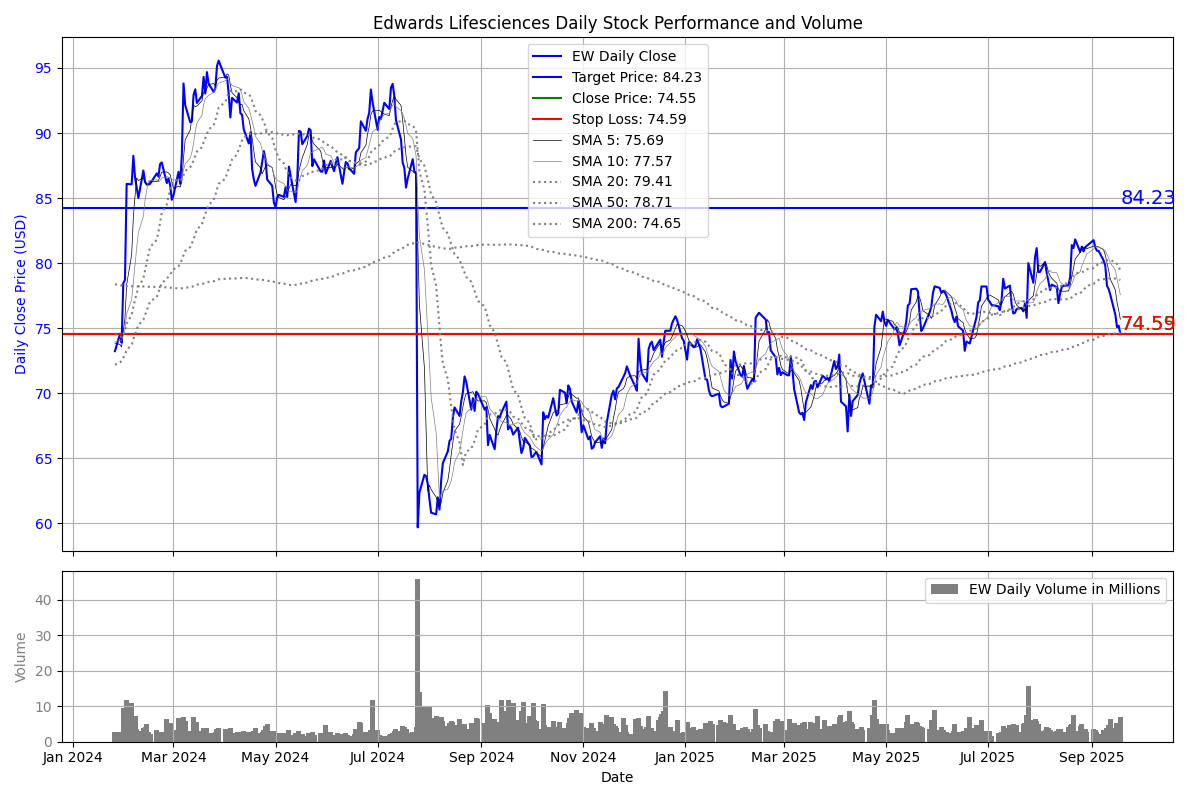 Edwards Lifesciences Daily Stock Performance and Volume
EW Daily Close
Target Price: 84.23
Close Price: 74.55
Stop Loss: 74.59
SMA 5: 75.69
SMA 10: 77.57
SMA 20: 79.41
SMA 50: 78.71
SMA 200: 74.65
Daily Close Price (USD)
95
90
85
80
75
70
65
60
84.23
74.59
EW Daily Volume in Millions
Volume
40
30
20
10
0
Jan 2024
Mar 2024
May 2024
Jul 2024
Sep 2024
Nov 2024
Jan 2025
Mar 2025
May 2025
Jul 2025
Sep 2025
Date